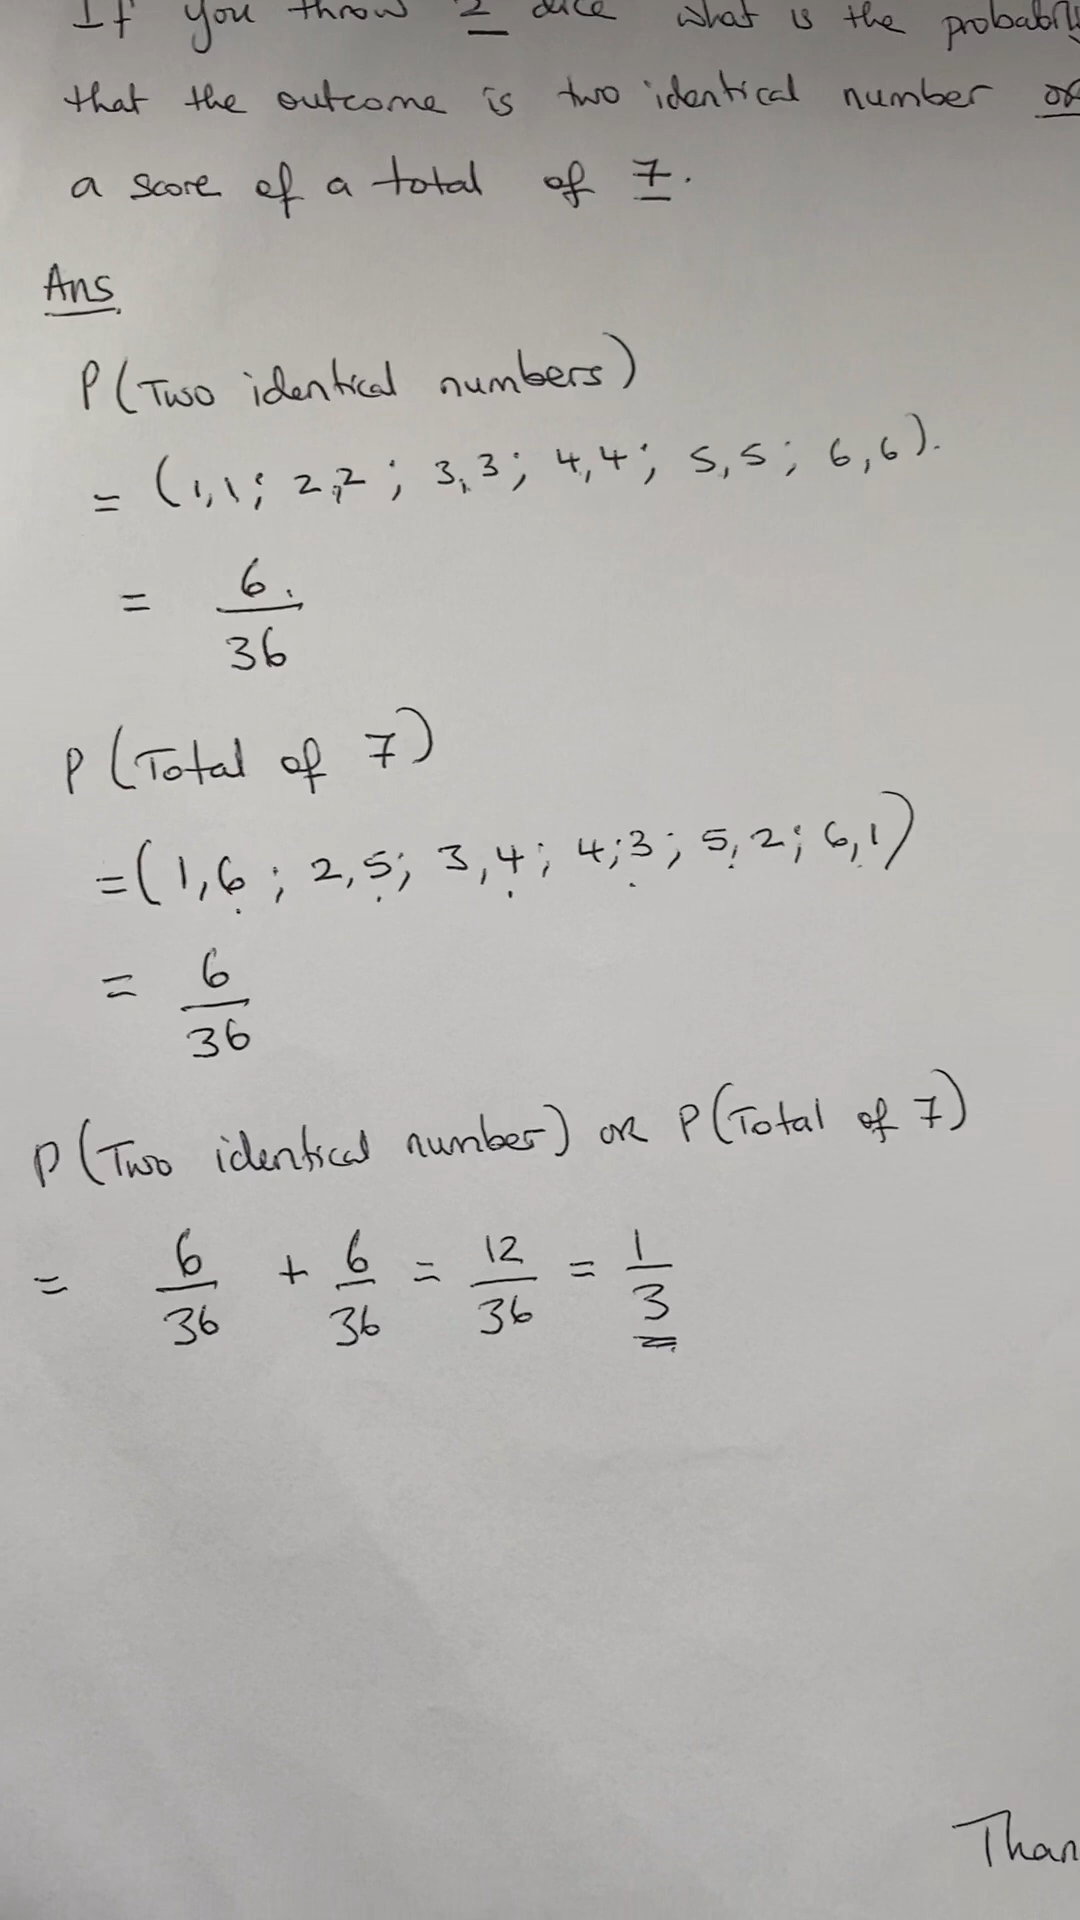 If you throw 2 dice what is the probability
that the outcome is two identical number or
a score of a total of 7.
Ans.
P(Two identical numbers)
= (1,1; 2,2; 3,3; 4,4; 5,5; 6,6).
= 6/36
P(Total of 7)
=(1,6; 2,5; 3,4; 4;3; 5,2; 6,1)
= 6/36
P(Two identical number) or P(Total of 7)
= 6/36 + 6/36 = 12/36 = 1/3
Than